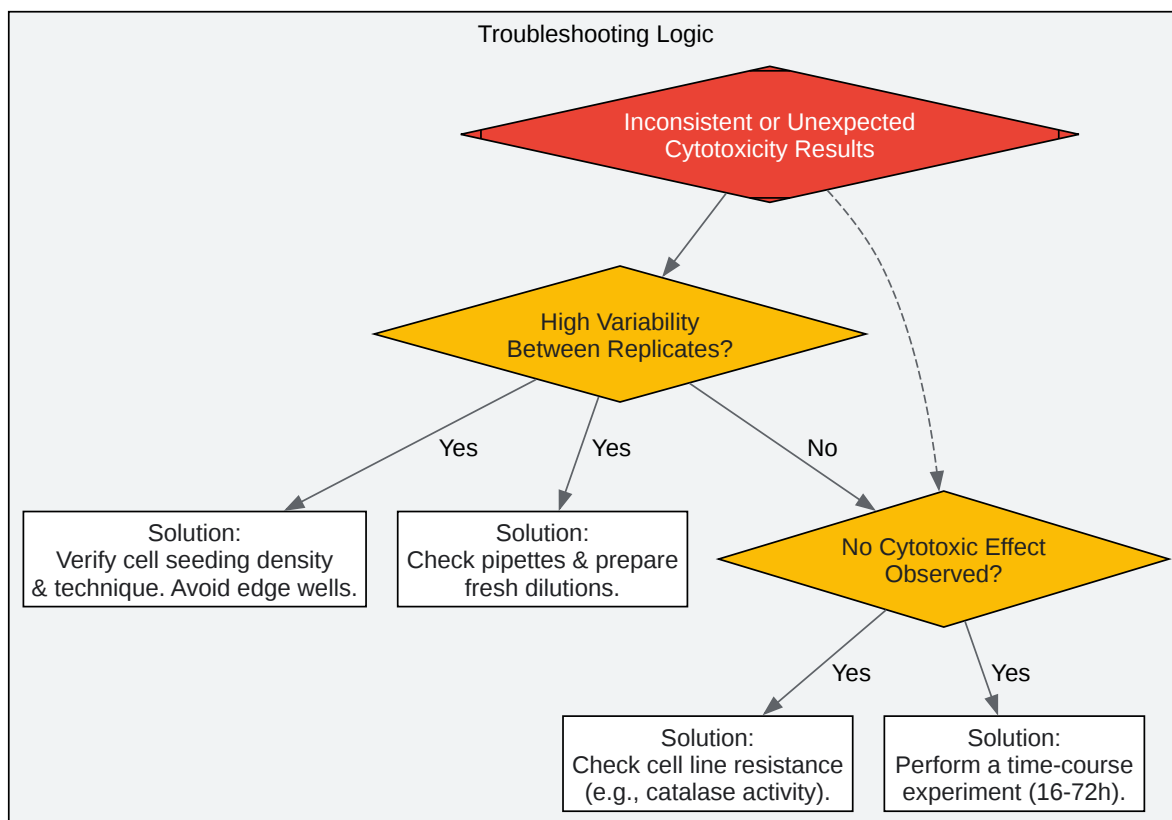 Troubleshooting Logic
Inconsistent or Unexpected
Cytotoxicity Results
High Variability
Between Replicates?
Yes
Yes
No
Solution:
Verify cell seeding density
& technique. Avoid edge wells.
Solution:
Check pipettes & prepare
fresh dilutions.
No Cytotoxic Effect
Observed?
Yes
Yes
Solution:
Check cell line resistance
(e.g., catalase activity).
Solution:
Perform a time-course
experiment (16-72h).